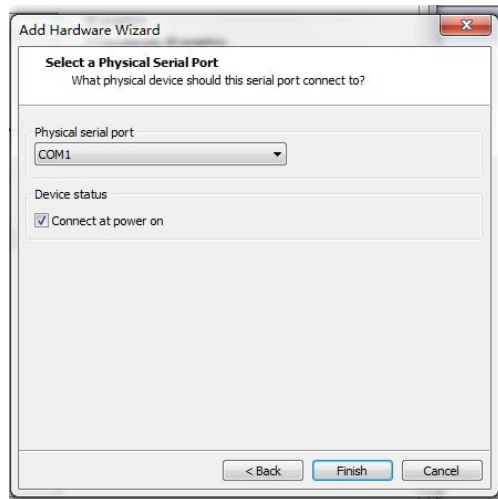 Add Hardware Wizard
Select a Physical Serial Port
What physical device should this serial port connect to?
Physical serial port
COM1
Device status
Connect at power on
< Back
Finish
Cancel